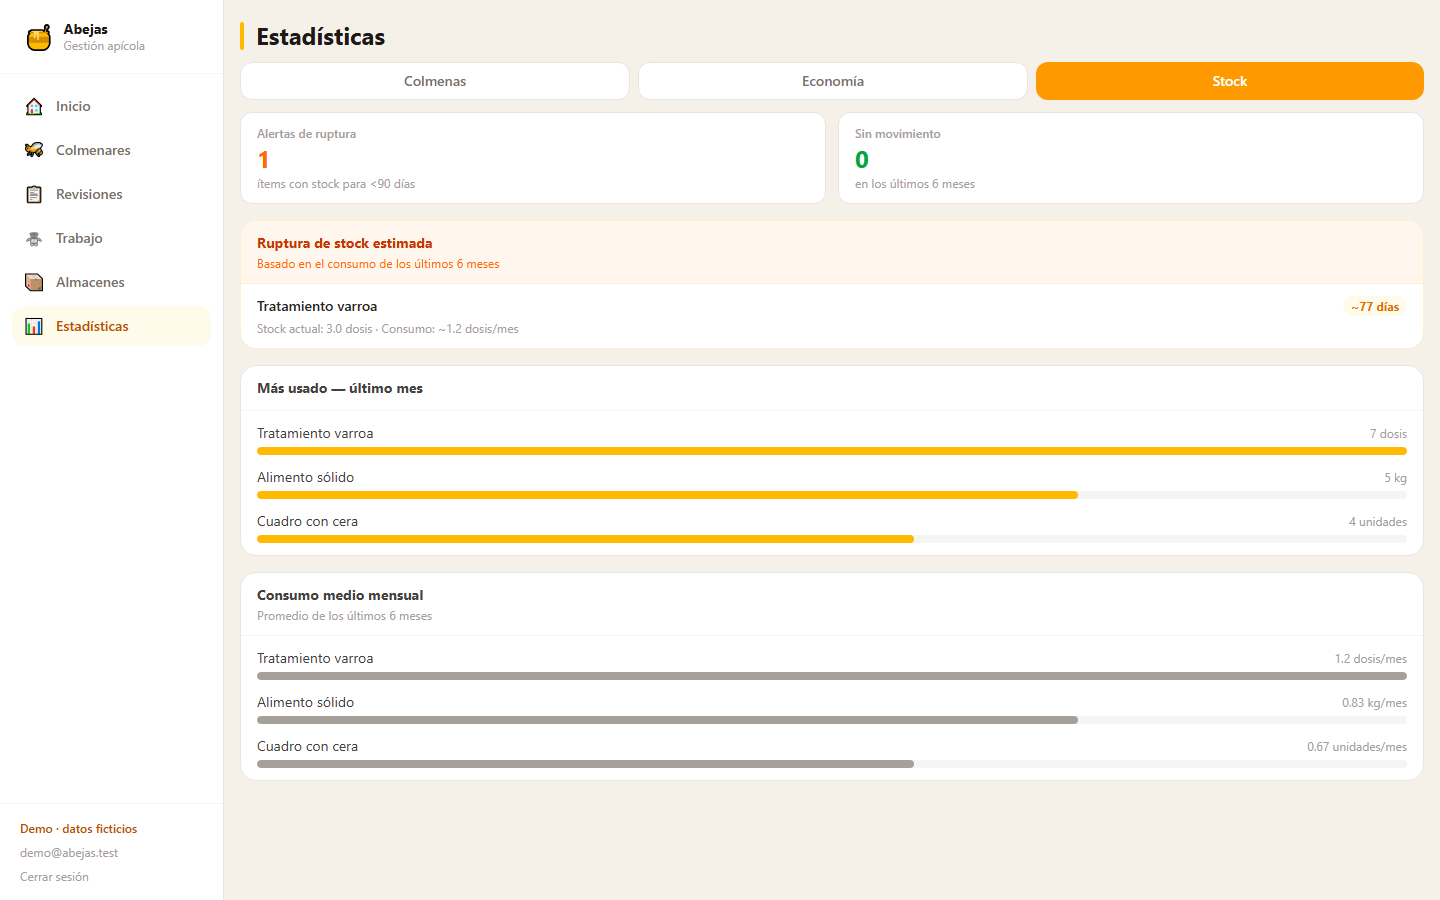 Abejas
Gestión apícola
Inicio
Colmenares
Revisiones
Trabajo
Almacenes
Estadísticas
Demo · datos ficticios
demo@abejas.test
Cerrar sesión
Estadísticas
Colmenas
Economía
Stock
Alertas de ruptura
1
ítems con stock para <90 días
Sin movimiento
0
en los últimos 6 meses
Ruptura de stock estimada
Basado en el consumo de los últimos 6 meses
Tratamiento varroa
~77 días
Stock actual: 3.0 dosis · Consumo: ~1.2 dosis/mes
Más usado — último mes
Tratamiento varroa
7 dosis
Alimento sólido
5 kg
Cuadro con cera
4 unidades
Consumo medio mensual
Promedio de los últimos 6 meses
Tratamiento varroa
1.2 dosis/mes
Alimento sólido
0.83 kg/mes
Cuadro con cera
0.67 unidades/mes